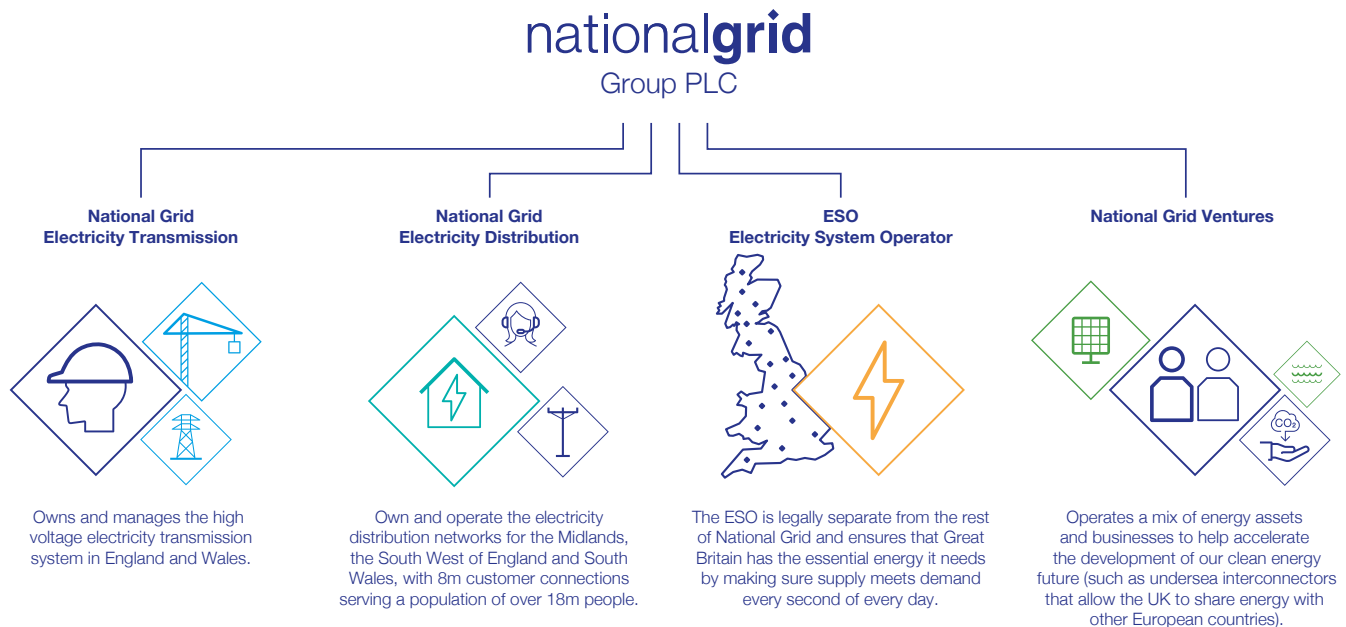 nationalgrid
Group PLC
National Grid
Electricity Transmission
Owns and manages the high
voltage electricity transmission
system in England and Wales.
National Grid
Electricity Distribution
Own and operate the electricity
distribution networks for the Midlands,
the South West of England and South
Wales, with 8m customer connections
serving a population of over 18m people.
ESO
Electricity System Operator
The ESO is legally separate from the rest
of National Grid and ensures that Great
Britain has the essential energy it needs
by making sure supply meets demand
every second of every day.
National Grid Ventures
CO₂
Operates a mix of energy assets
and businesses to help accelerate
the development of our clean energy
future (such as undersea interconnectors
that allow the UK to share energy with
other European countries).